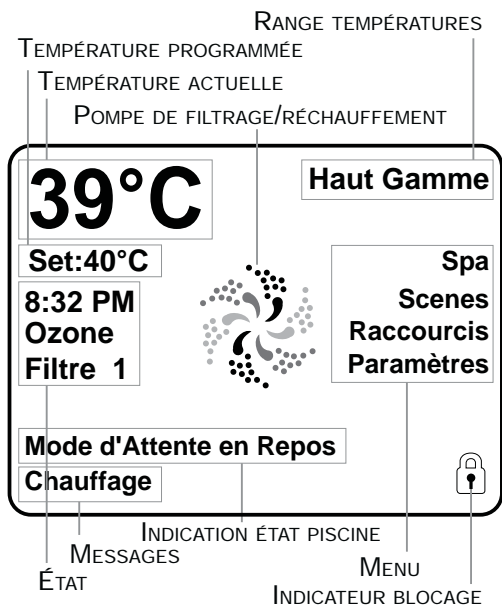 RANGE TEMPÉRATURES
TEMPÉRATURE PROGRAMMÉE
TEMPÉRATURE ACTUELLE
POMPE DE FILTRAGE/RÉCHAUFFEMENT
39°C
Haut Gamme
Set:40°C
8:32 PM
Ozone
Filtre 1
Spa
Scenes
Raccourcis
Paramètres
Mode d'Attente en Repos
Chauffage
INDICATION ÉTAT PISCINE
MESSAGES
ÉTAT
MENU
INDICATEUR BLOCAGE